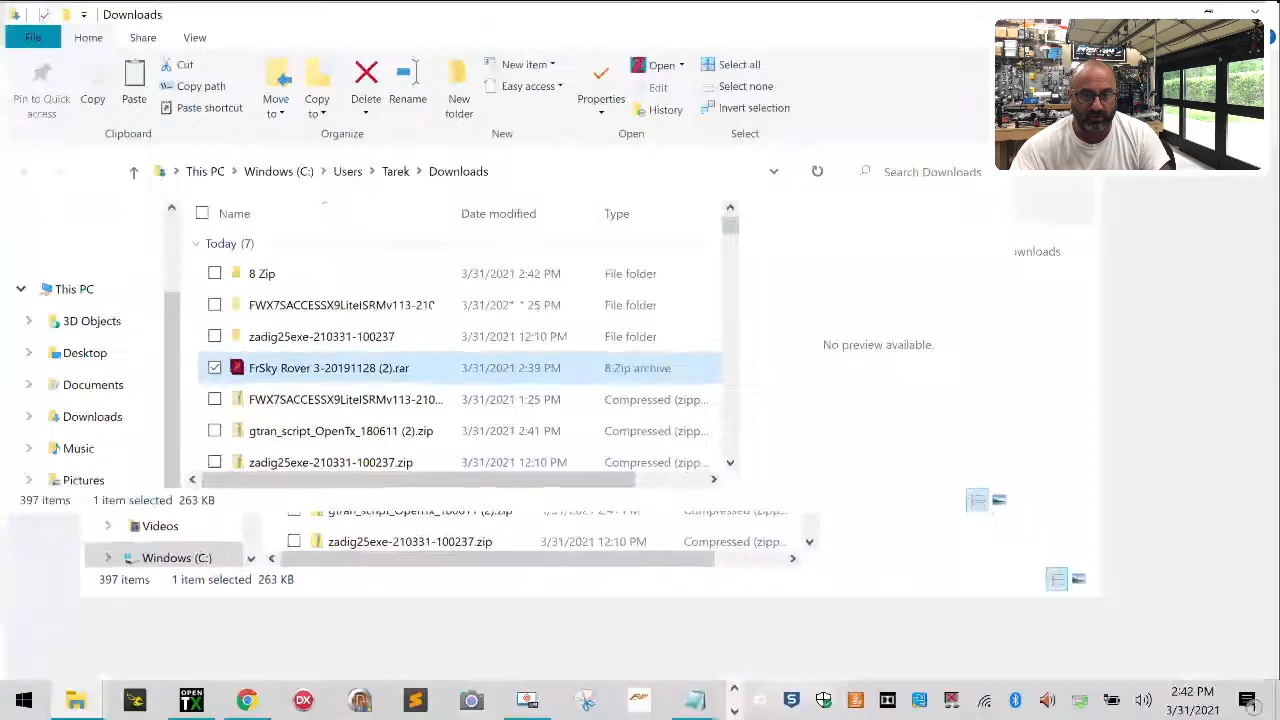 Downloads
File Home Share View
Pin to Quick access
Copy
Paste
Cut
Copy path
Paste shortcut
Clipboard
Move to
Copy to
Delete
Rename
Organize
New folder
New item
Easy access
New
Properties
Open
Edit
History
Open
Select all
Select none
Invert selection
Select
This PC > Windows (C:) > Users > Tarek > Downloads
Search Downloads
Name Date modified Type
Today (7)
8 Zip 3/31/2021 2:42 PM File folder
FWX7SACCESSX9LiteISRMv113-210 3/31/2021 1:25 PM File folder
zadig25exe-210331-100237 3/31/2021 12:10 PM File folder
FrSky Rover 3-20191128 (2).rar 3/31/2021 2:39 PM 8 Zip archive
FWX7SACCESSX9LiteISRMv113-210... 3/31/2021 1:25 PM Compressed (zipp...
gtran_script_OpenTx_180611 (2).zip 3/31/2021 2:41 PM Compressed (zipp...
zadig25exe-210331-100237.zip 3/31/2021 12:10 PM Compressed (zipp...
This PC
3D Objects
Desktop
Documents
Downloads
Music
Pictures
ownloads
No preview available.
397 items 1 item selected 263 KB
Videos
gtran_script_OpenTx_180611 (2).zip 3/31/2021 2:41 PM Compressed (zipp...
Windows (C:)
zadig25exe-210331-100237.zip 3/31/2021 12:10 PM Compressed (zipp...
397 items 1 item selected 263 KB
OPEN
TX
DX
2:42 PM
3/31/2021